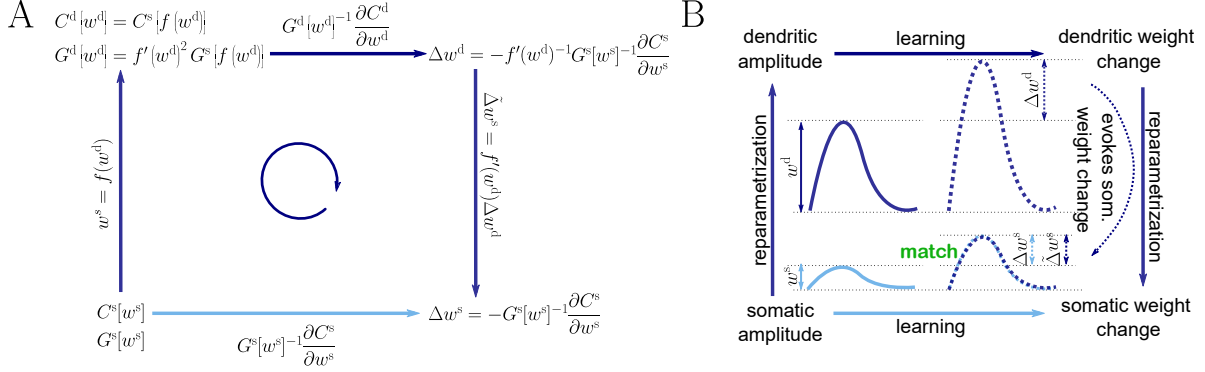 A
C^d[w^d] = C^s[f(w^d)]
G^d[w^d] = f′(w^d)^2 G^s[f(w^d)]
G^d[w^d]^-1 ∂C^d/∂w^d
Δw^d = −f′(w^d)^-1 G^s[w^s]^-1 ∂C^s/∂w^s
w^s = f(w^d)
Δ̃w^s = f′(w^d)Δw^d
C^s[w^s]
G^s[w^s]
G^s[w^s]^-1 ∂C^s/∂w^s
Δw^s = −G^s[w^s]^-1 ∂C^s/∂w^s
B
dendritic
amplitude
learning
dendritic weight
change
reparametrization
w^d
Δw^d
evokes som.
weight change
reparametrization
match
w^s
Δw^s
Δ̃w^s
somatic
amplitude
learning
somatic weight
change